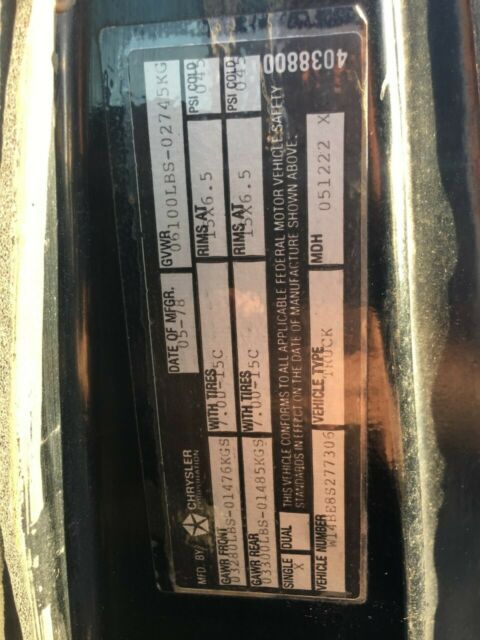 MFD. BY CHRYSLER CORPORATION DATE OF MFGR. 05-78 GVWR 06100LBS-02745KG
GAWR FRONT 03280LBS-01476KGS WITH TIRES 7.00-15C RIMS AT 15X6.5 PSI COLD 045
GAWR REAR 03300LBS-01485KGS WITH TIRES 7.00-15C RIMS AT 15X6.5 PSI COLD 045
SINGLE X DUAL THIS VEHICLE CONFORMS TO ALL APPLICABLE FEDERAL MOTOR VEHICLE SAFETY
STANDARDS IN EFFECT ON THE DATE OF MANUFACTURE SHOWN ABOVE.
VEHICLE NUMBER W14BE8S277306 VEHICLE TYPE TRUCK MDH 051222 X
4038800